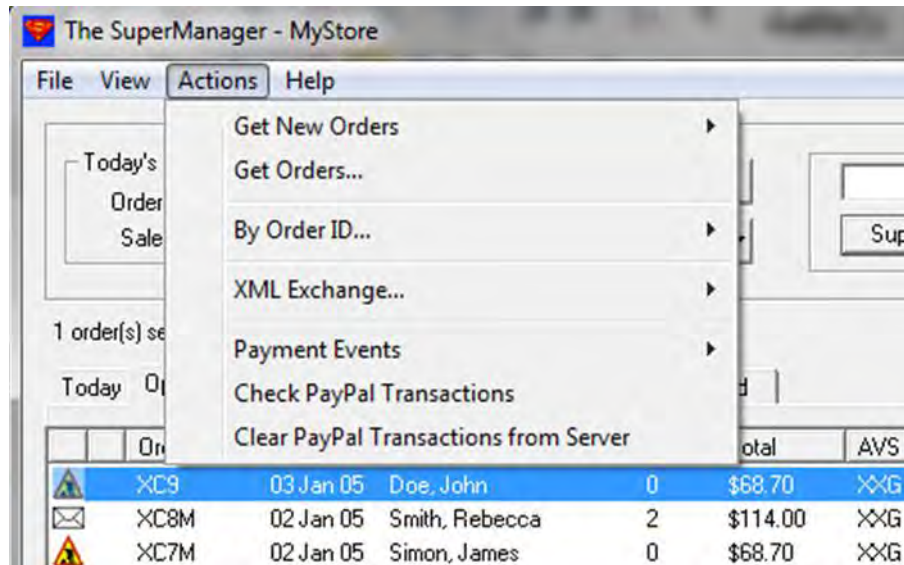 The SuperManager - MyStore
File View Actions Help
Get New Orders
Today's
Get Orders...
Order
Sale
By Order ID...
Sup
XML Exchange...
1 order(s) se
Payment Events
Today Op
Check PayPal Transactions
Clear PayPal Transactions from Server
Ord otal AVS
XC9 03 Jan 05 Doe, John 0 $68.70 XXG
XC8M 02 Jan 05 Smith, Rebecca 2 $114.00 XXG
XC7M 02 Jan 05 Simon, James 0 $68.70 XXG